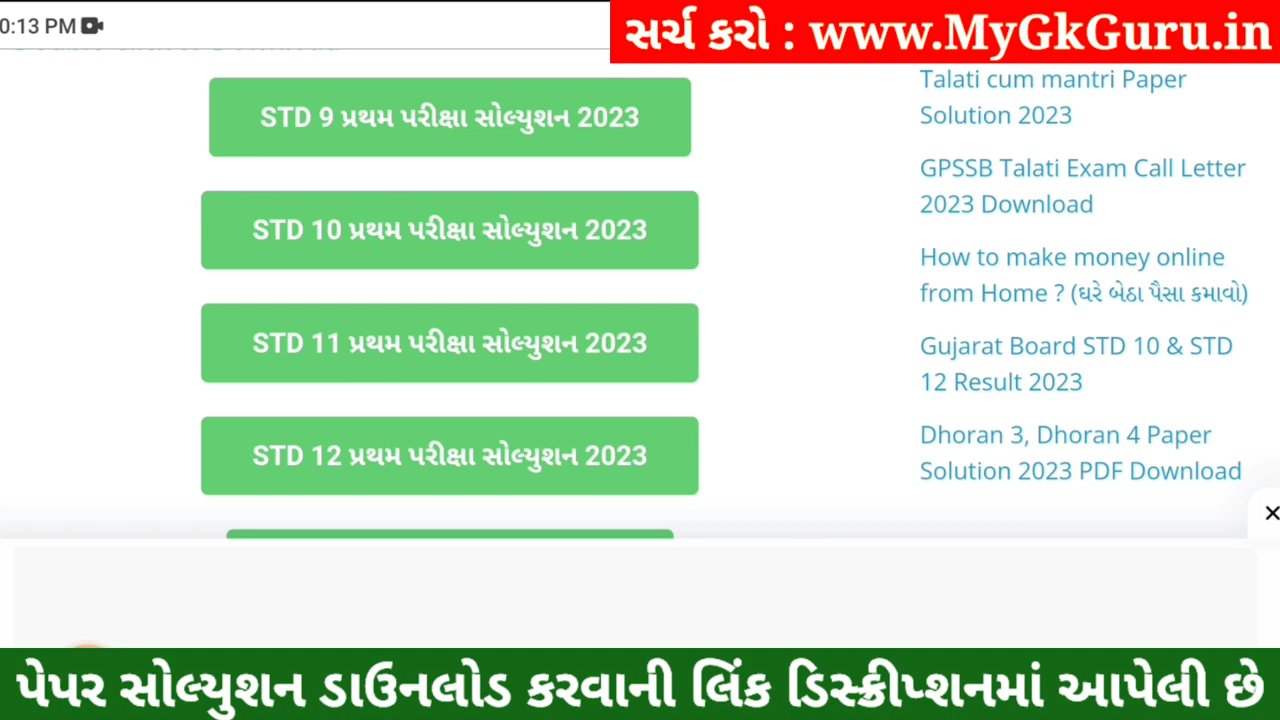 0:13 PM
સર્ચ કરો : www.MyGkGuru.in
STD 9 પ્રથમ પરીક્ષા સોલ્યુશન 2023
STD 10 પ્રથમ પરીક્ષા સોલ્યુશન 2023
STD 11 પ્રથમ પરીક્ષા સોલ્યુશન 2023
STD 12 પ્રથમ પરીક્ષા સોલ્યુશન 2023
Talati cum mantri Paper
Solution 2023
GPSSB Talati Exam Call Letter
2023 Download
How to make money online
from Home ? (ઘરે બેઠા પૈસા કમાવો)
Gujarat Board STD 10 & STD
12 Result 2023
Dhoran 3, Dhoran 4 Paper
Solution 2023 PDF Download
પેપર સોલ્યુશન ડાઉનલોડ કરવાની લિંક ડિસ્ક્રીપ્શનમાં આપેલી છે